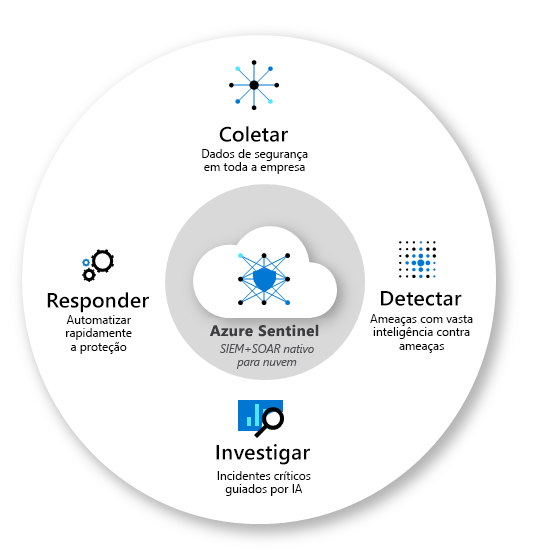 Coletar
Dados de segurança
em toda a empresa
Responder
Automatizar
rapidamente
a proteção
Azure Sentinel
SIEM+SOAR nativo
para nuvem
Detectar
Ameaças com vasta
inteligência contra
ameaças
Investigar
Incidentes críticos
guiados por IA